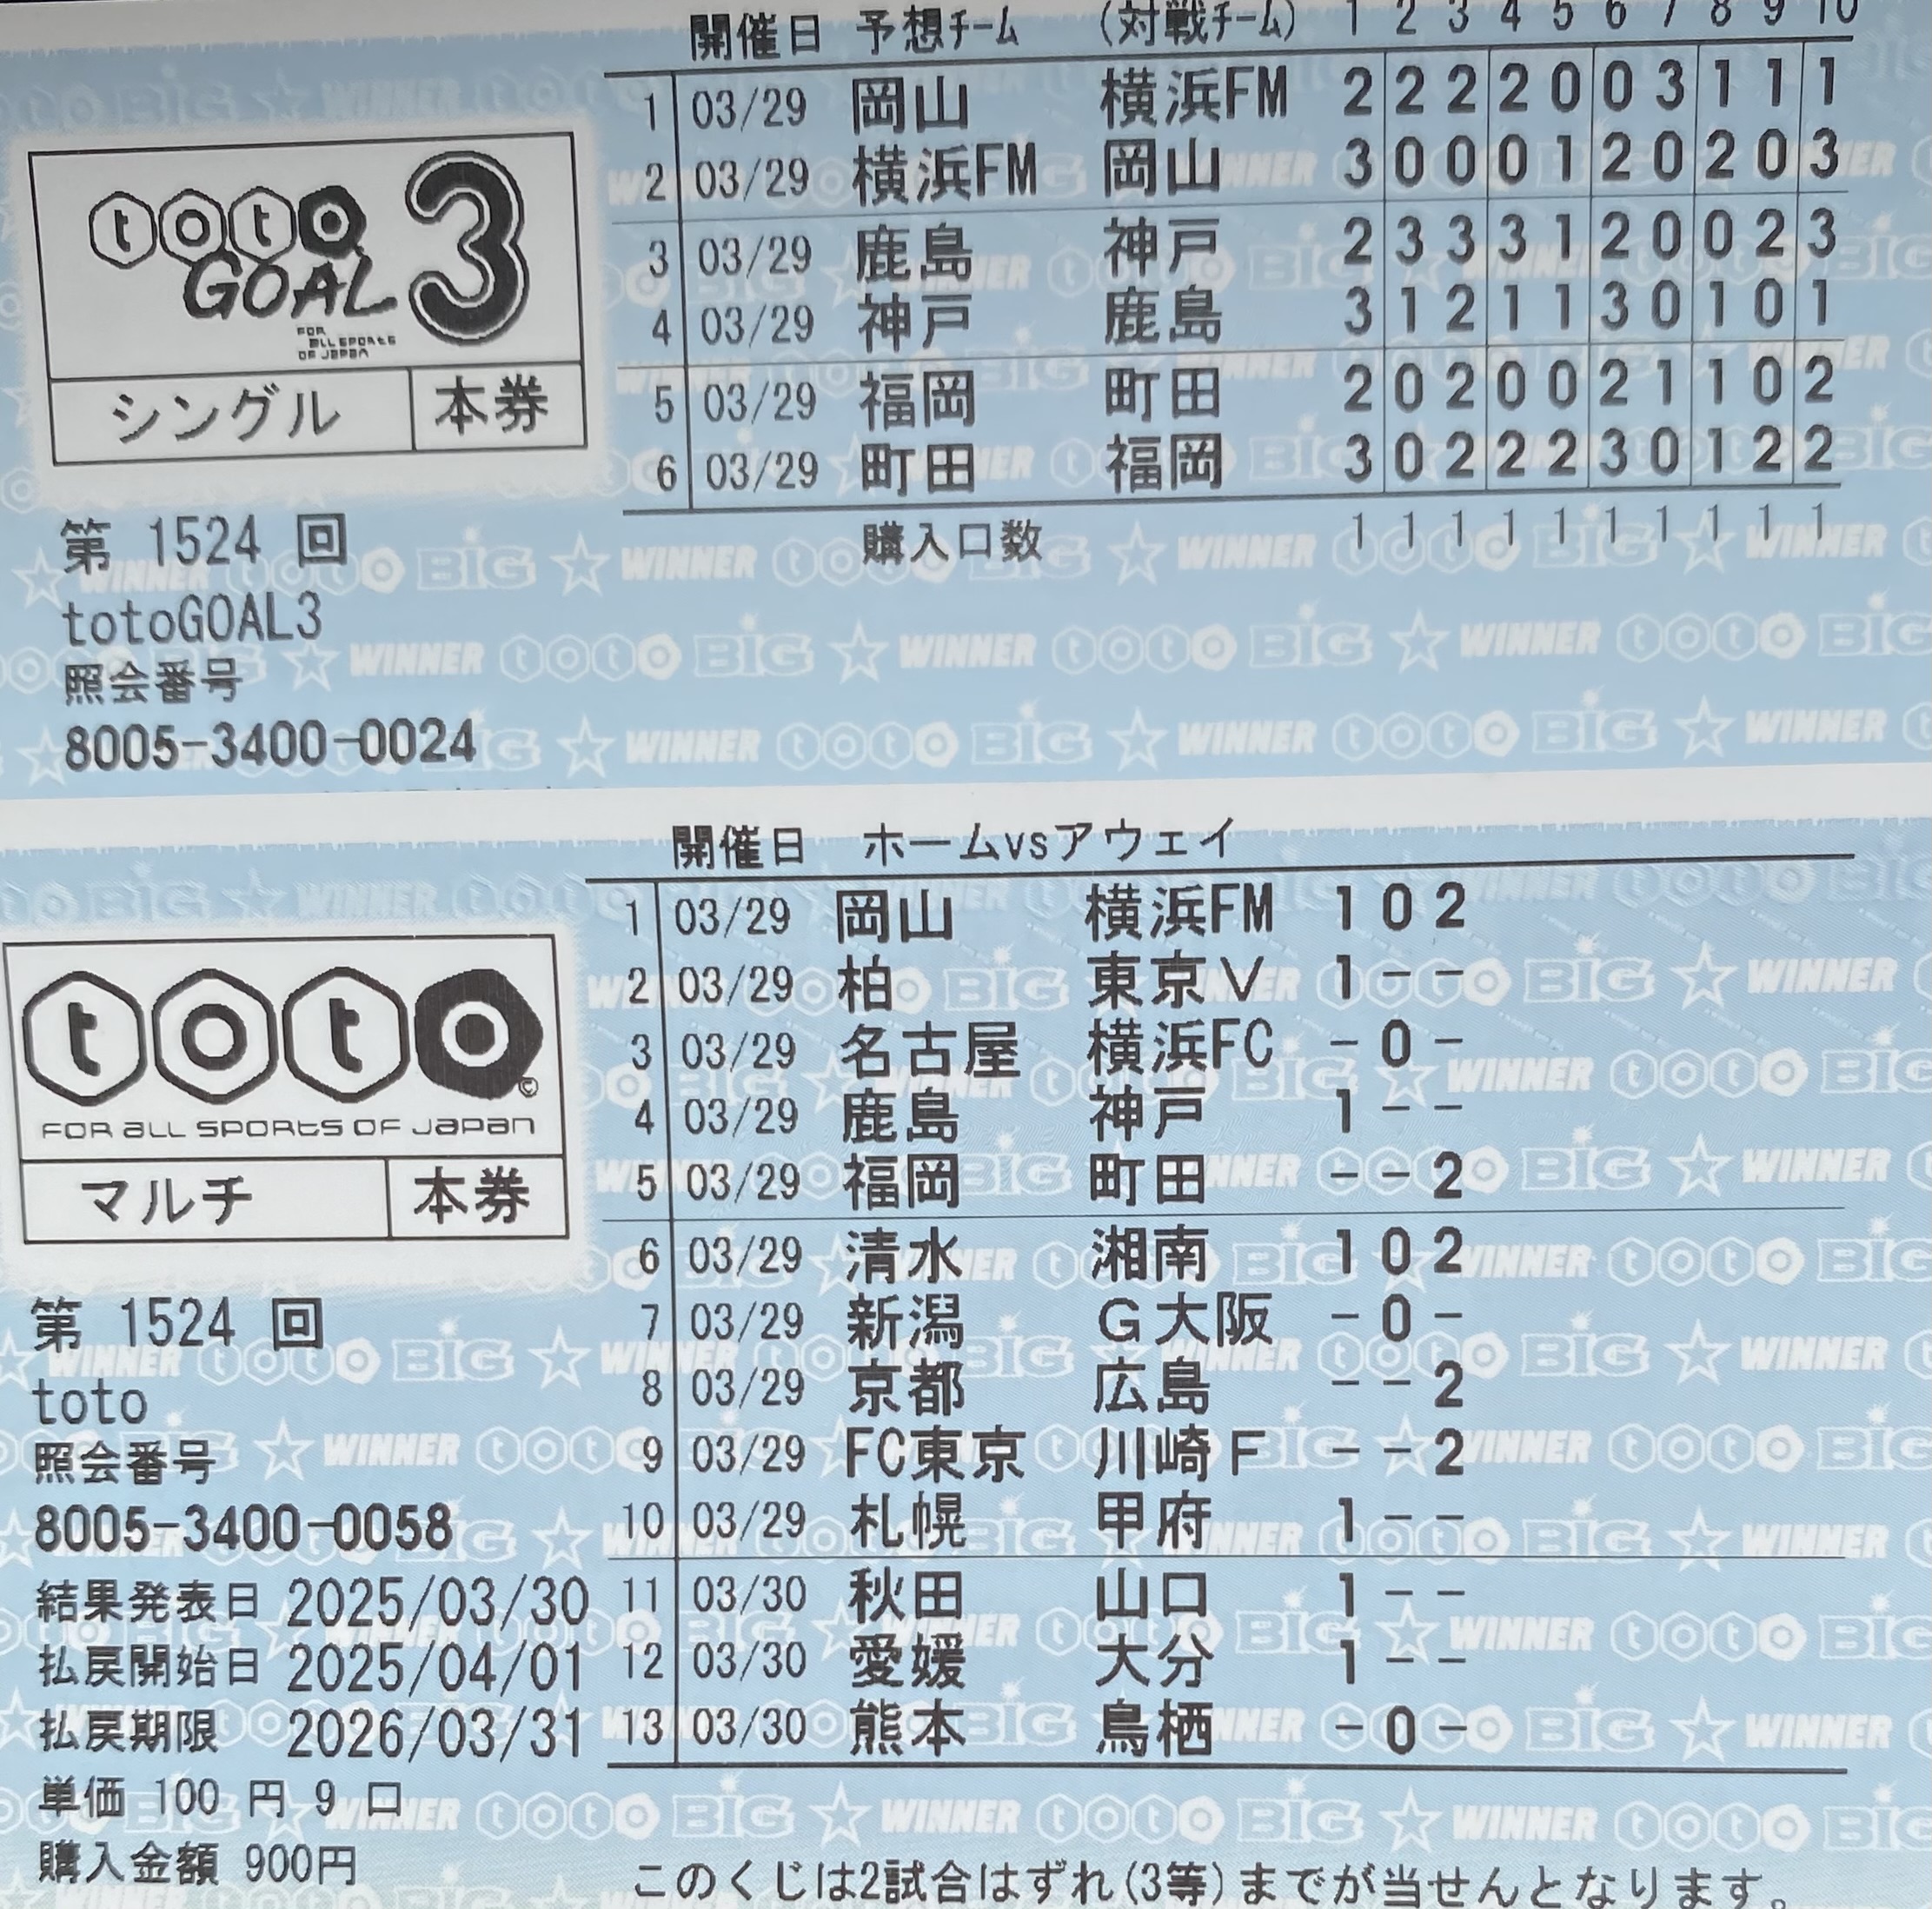 開催日 予想ﾁｰﾑ (対戦ﾁｰﾑ) 1 2 3 4 5 6 7 8 9 10
1 03/29 岡山 横浜FM 2 2 2 2 0 0 3 1 1 1
2 03/29 横浜FM 岡山 3 0 0 0 1 2 0 2 0 3
3 03/29 鹿島 神戸 2 3 3 3 1 2 0 0 2 3
4 03/29 神戸 鹿島 3 1 2 1 1 3 0 1 0 1
5 03/29 福岡 町田 2 0 2 0 0 2 1 1 0 2
6 03/29 町田 福岡 3 0 2 2 2 3 0 1 2 2
購入口数 1 1 1 1 1 1 1 1 1 1
toto
GOAL 3
FOR
ALL SPORTS
OF JAPAN
シングル 本券
第 1524 回
totoGOAL3
照会番号
8005-3400-0024
開催日 ホームvsアウェイ
1 03/29 岡山 横浜FM 1 0 2
2 03/29 柏 東京V 1 - -
3 03/29 名古屋 横浜FC - 0 -
4 03/29 鹿島 神戸 1 - -
5 03/29 福岡 町田 - - 2
6 03/29 清水 湘南 1 0 2
7 03/29 新潟 G大阪 - 0 -
8 03/29 京都 広島 - - 2
9 03/29 FC東京 川崎F - - 2
10 03/29 札幌 甲府 1 - -
11 03/30 秋田 山口 1 - -
12 03/30 愛媛 大分 1 - -
13 03/30 熊本 鳥栖 - 0 -
toto ©
FOR ALL SPORTS OF JAPAN
マルチ 本券
第 1524 回
toto
照会番号
8005-3400-0058
結果発表日 2025/03/30
払戻開始日 2025/04/01
払戻期限 2026/03/31
単価 100 円 9 口
購入金額 900円
このくじは2試合はずれ(3等)までが当せんとなります。